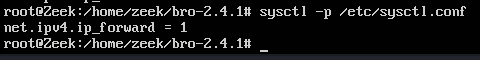 root@Zeek:/home/zeek/bro-2.4.1# sysctl -p /etc/sysctl.conf
net.ipv4.ip_forward = 1
root@Zeek:/home/zeek/bro-2.4.1# _